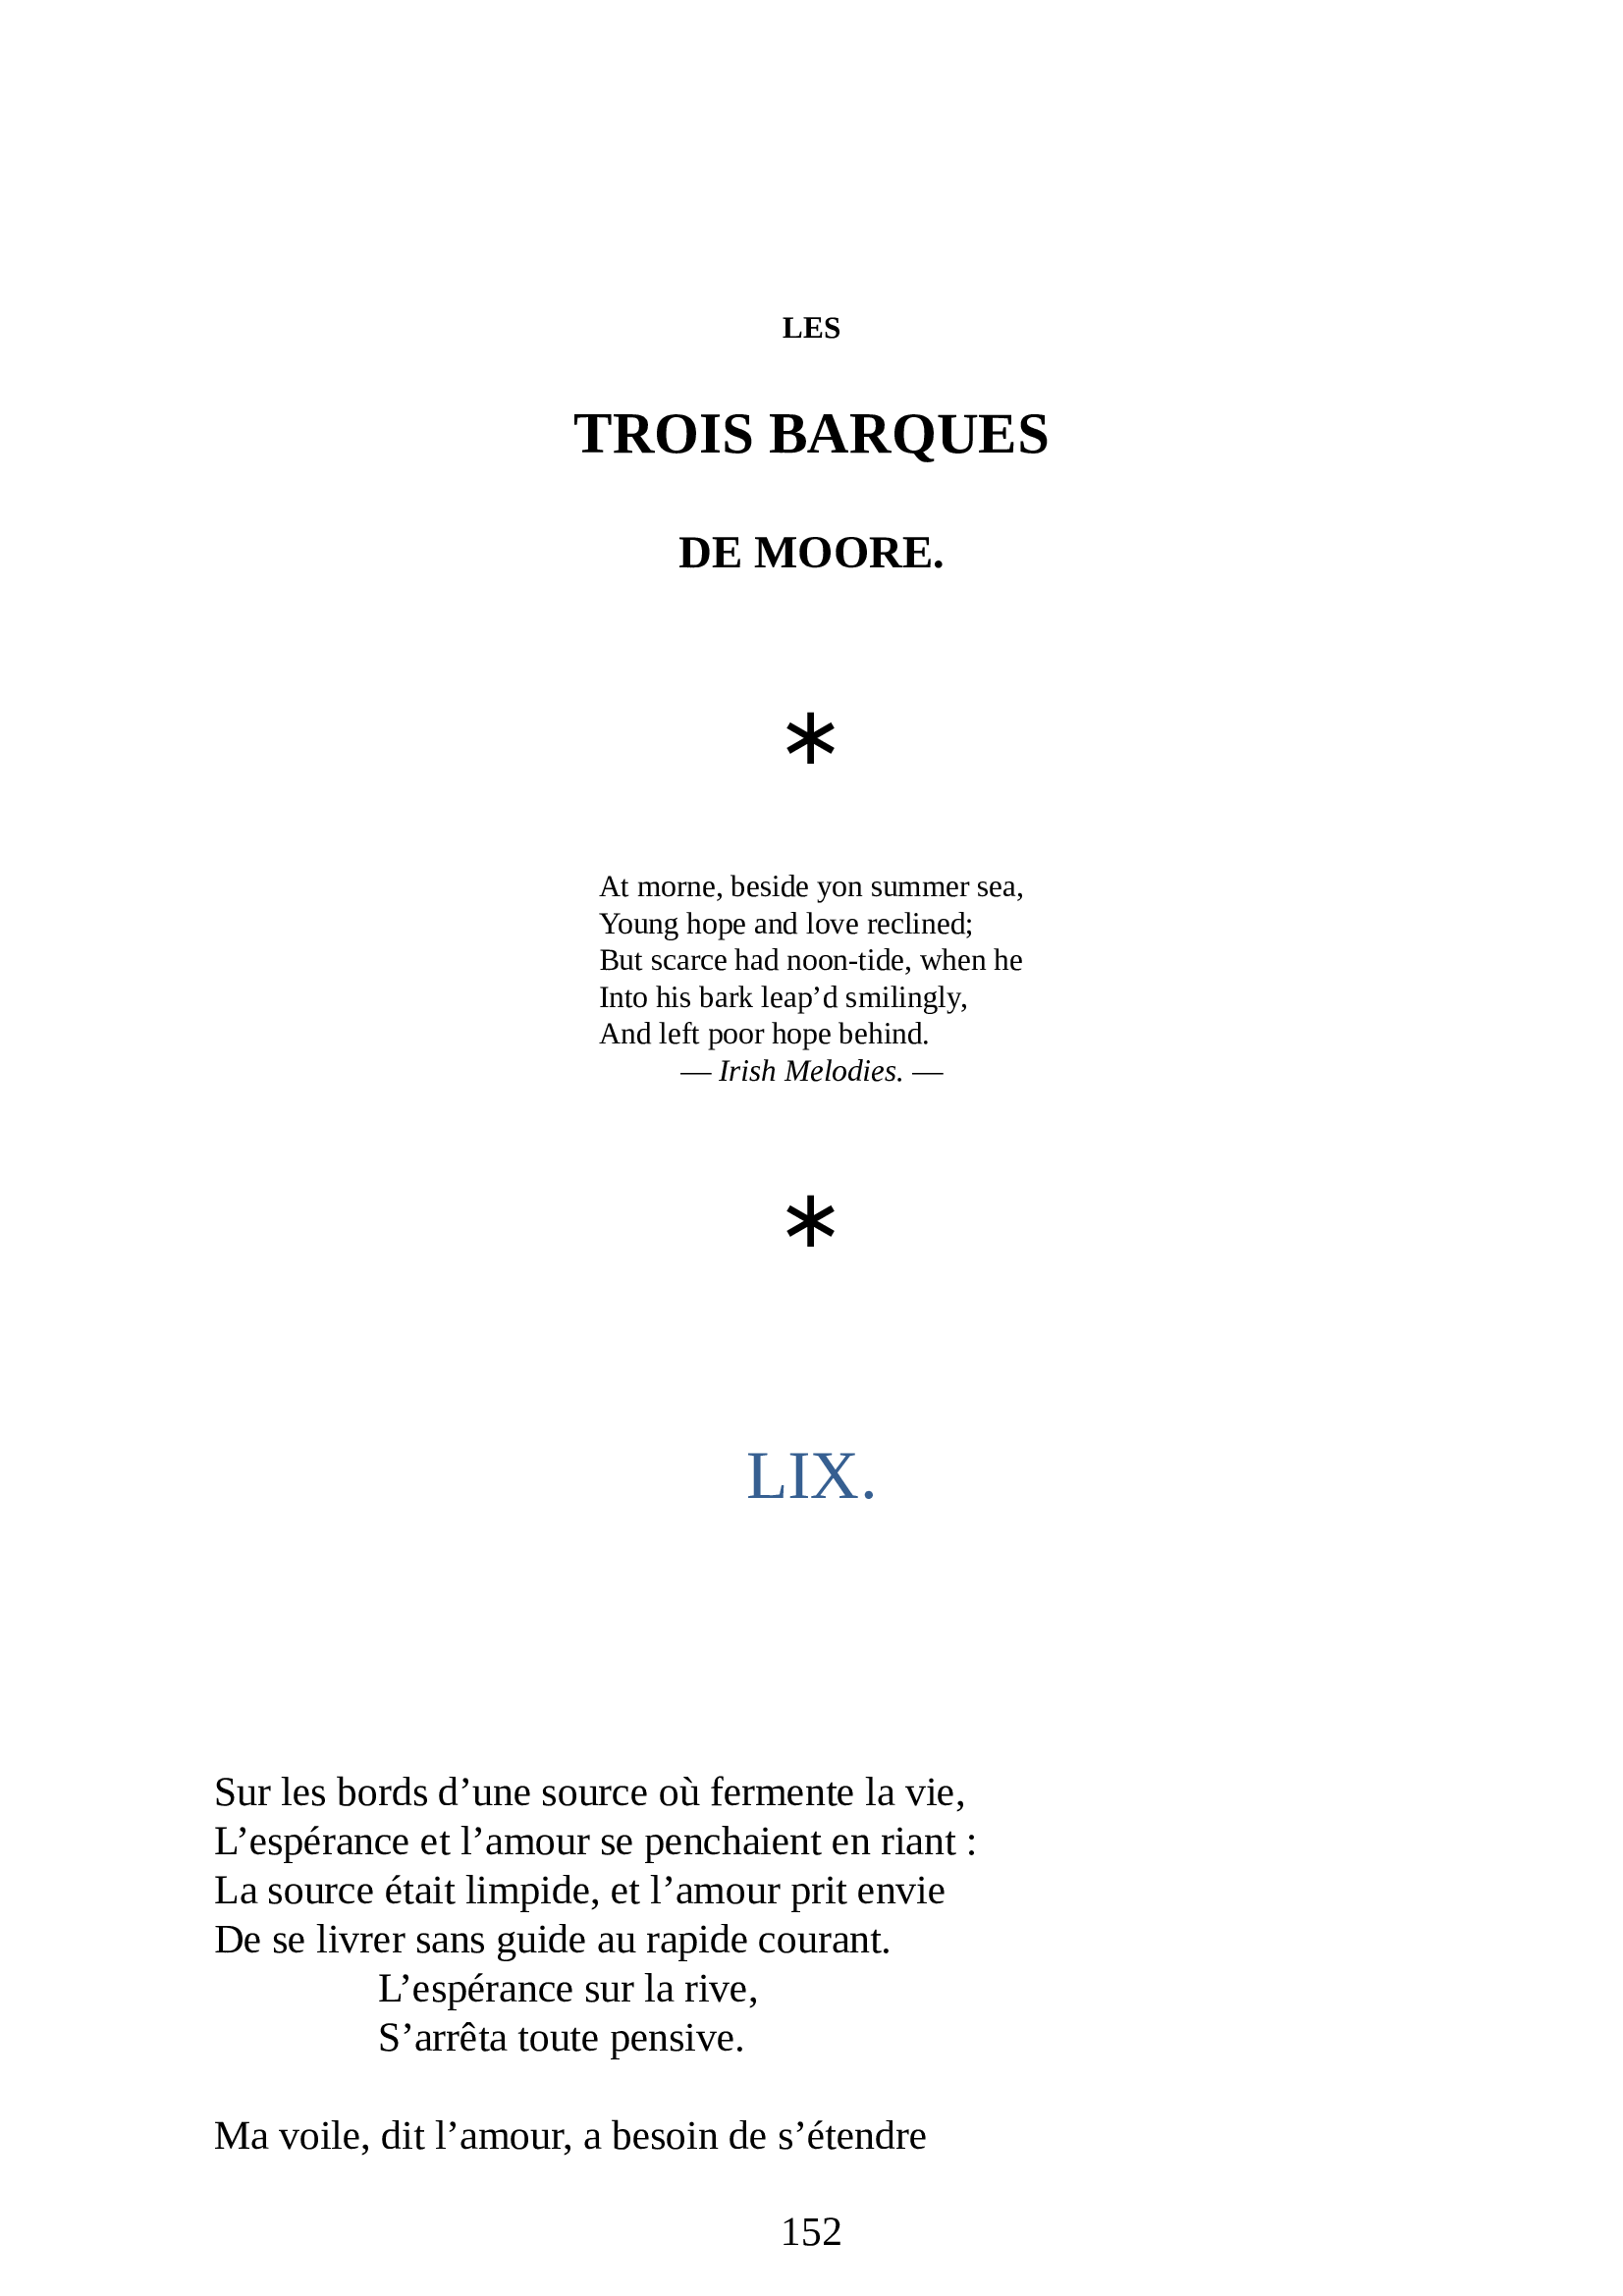 LES
TROIS BARQUES
DE MOORE.
*
At morne, beside yon summer sea,
Young hope and love reclined;
But scarce had noon-tide, when he
Into his bark leap’d smilingly,
And left poor hope behind.
— Irish Melodies. —
*
LIX.
Sur les bords d’une source où fermente la vie,
L’espérance et l’amour se penchaient en riant :
La source était limpide, et l’amour prit envie
De se livrer sans guide au rapide courant.
L’espérance sur la rive,
S’arrêta toute pensive.
Ma voile, dit l’amour, a besoin de s’étendre
152